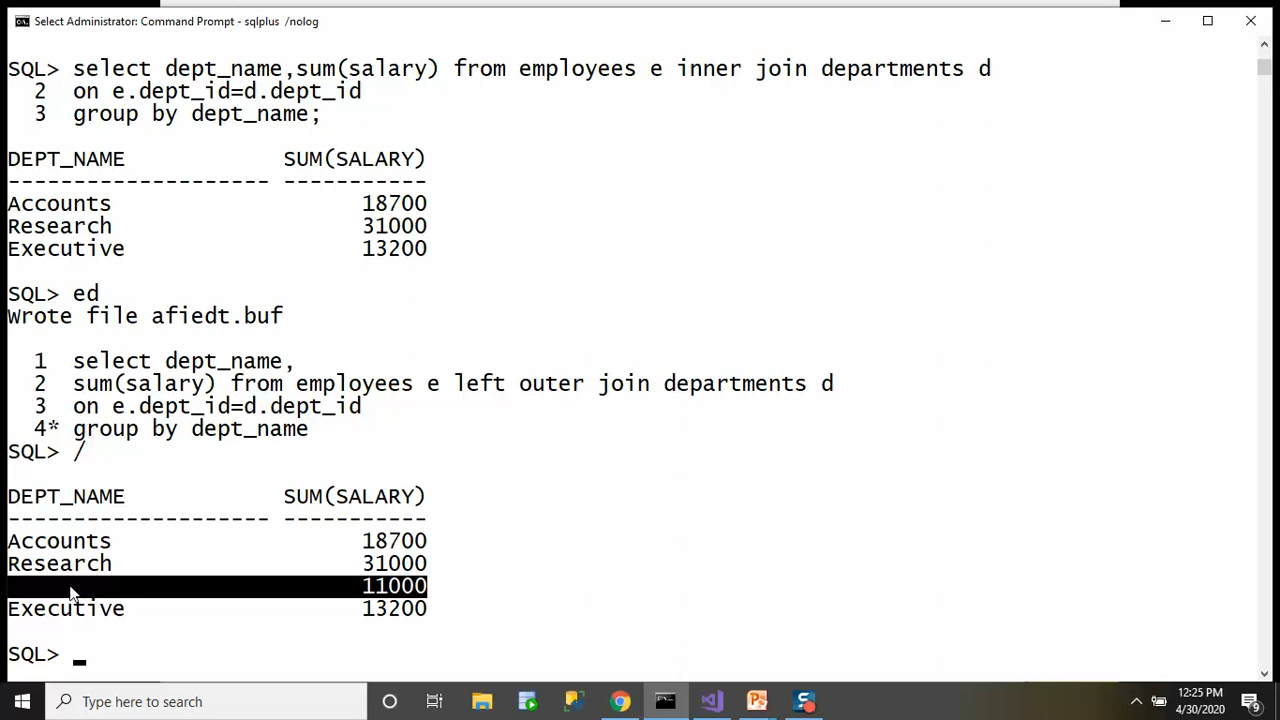 Select Administrator: Command Prompt - sqlplus /nolog
SQL> select dept_name,sum(salary) from employees e inner join departments d
2 on e.dept_id=d.dept_id
3 group by dept_name;
DEPT_NAME SUM(SALARY)
-------------------- -----------
Accounts 18700
Research 31000
Executive 13200
SQL> ed
Wrote file afiedt.buf
1 select dept_name,
2 sum(salary) from employees e left outer join departments d
3 on e.dept_id=d.dept_id
4* group by dept_name
SQL> /
DEPT_NAME SUM(SALARY)
-------------------- -----------
Accounts 18700
Research 31000
11000
Executive 13200
SQL> _
Type here to search
12:25 PM
4/30/2020
9